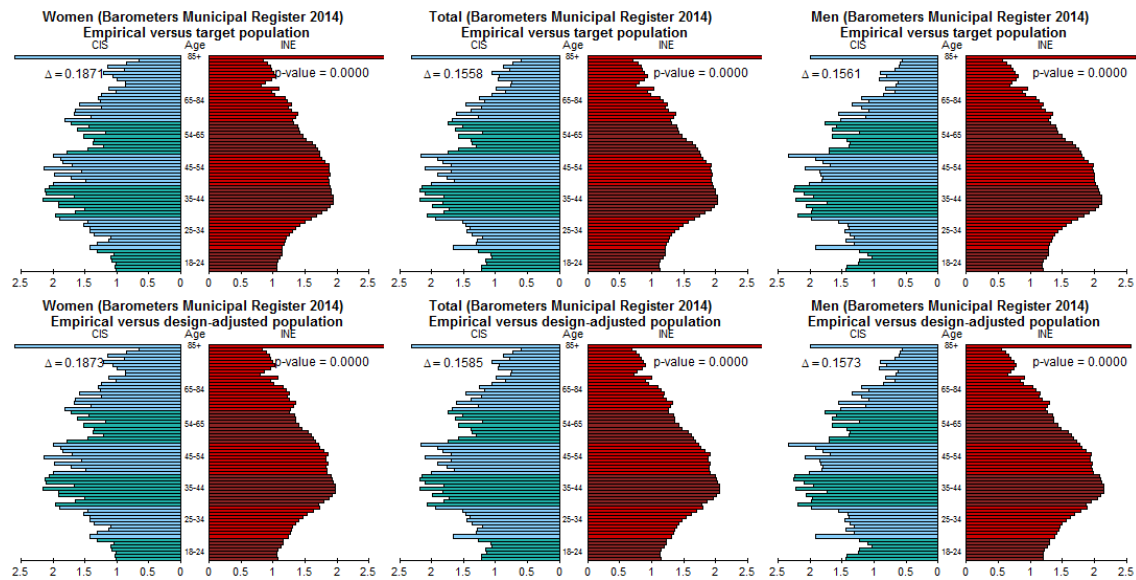 Women (Barometers Municipal Register 2014)
Empirical versus target population
CIS Age INE
85+
Δ = 0.1871 p-value = 0.0000
65-84
54-65
45-54
35-44
25-34
18-24
2.5 2 1.5 1 0.5 0 0 0.5 1 1.5 2 2.5
Total (Barometers Municipal Register 2014)
Empirical versus target population
CIS Age INE
85+
Δ = 0.1558 p-value = 0.0000
65-84
54-65
45-54
35-44
25-34
18-24
2.5 2 1.5 1 0.5 0 0 0.5 1 1.5 2 2.5
Men (Barometers Municipal Register 2014)
Empirical versus target population
CIS Age INE
85+
Δ = 0.1561 p-value = 0.0000
65-84
54-65
45-54
35-44
25-34
18-24
2.5 2 1.5 1 0.5 0 0 0.5 1 1.5 2 2.5
Women (Barometers Municipal Register 2014)
Empirical versus design-adjusted population
CIS Age INE
85+
Δ = 0.1873 p-value = 0.0000
65-84
54-65
45-54
35-44
25-34
18-24
2.5 2 1.5 1 0.5 0 0 0.5 1 1.5 2 2.5
Total (Barometers Municipal Register 2014)
Empirical versus design-adjusted population
CIS Age INE
85+
Δ = 0.1585 p-value = 0.0000
65-84
54-65
45-54
35-44
25-34
18-24
2.5 2 1.5 1 0.5 0 0 0.5 1 1.5 2 2.5
Men (Barometers Municipal Register 2014)
Empirical versus design-adjusted population
CIS Age INE
85+
Δ = 0.1573 p-value = 0.0000
65-84
54-65
45-54
35-44
25-34
18-24
2.5 2 1.5 1 0.5 0 0 0.5 1 1.5 2 2.5